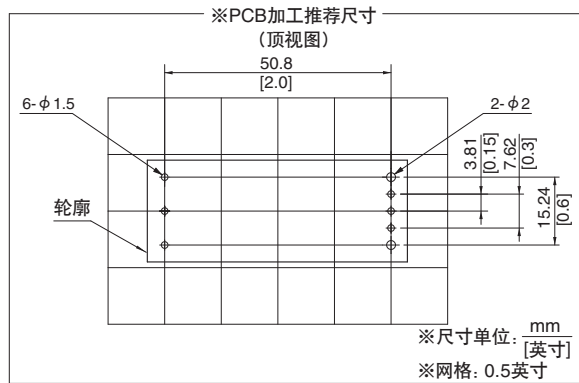 ※PCB加工推荐尺寸
(顶视图)
50.8
[2.0]
6-φ1.5
2-φ2
3.81
[0.15]
7.62
[0.3]
15.24
[0.6]
轮廓
※尺寸单位: mm
[英寸]
※网格: 0.5英寸